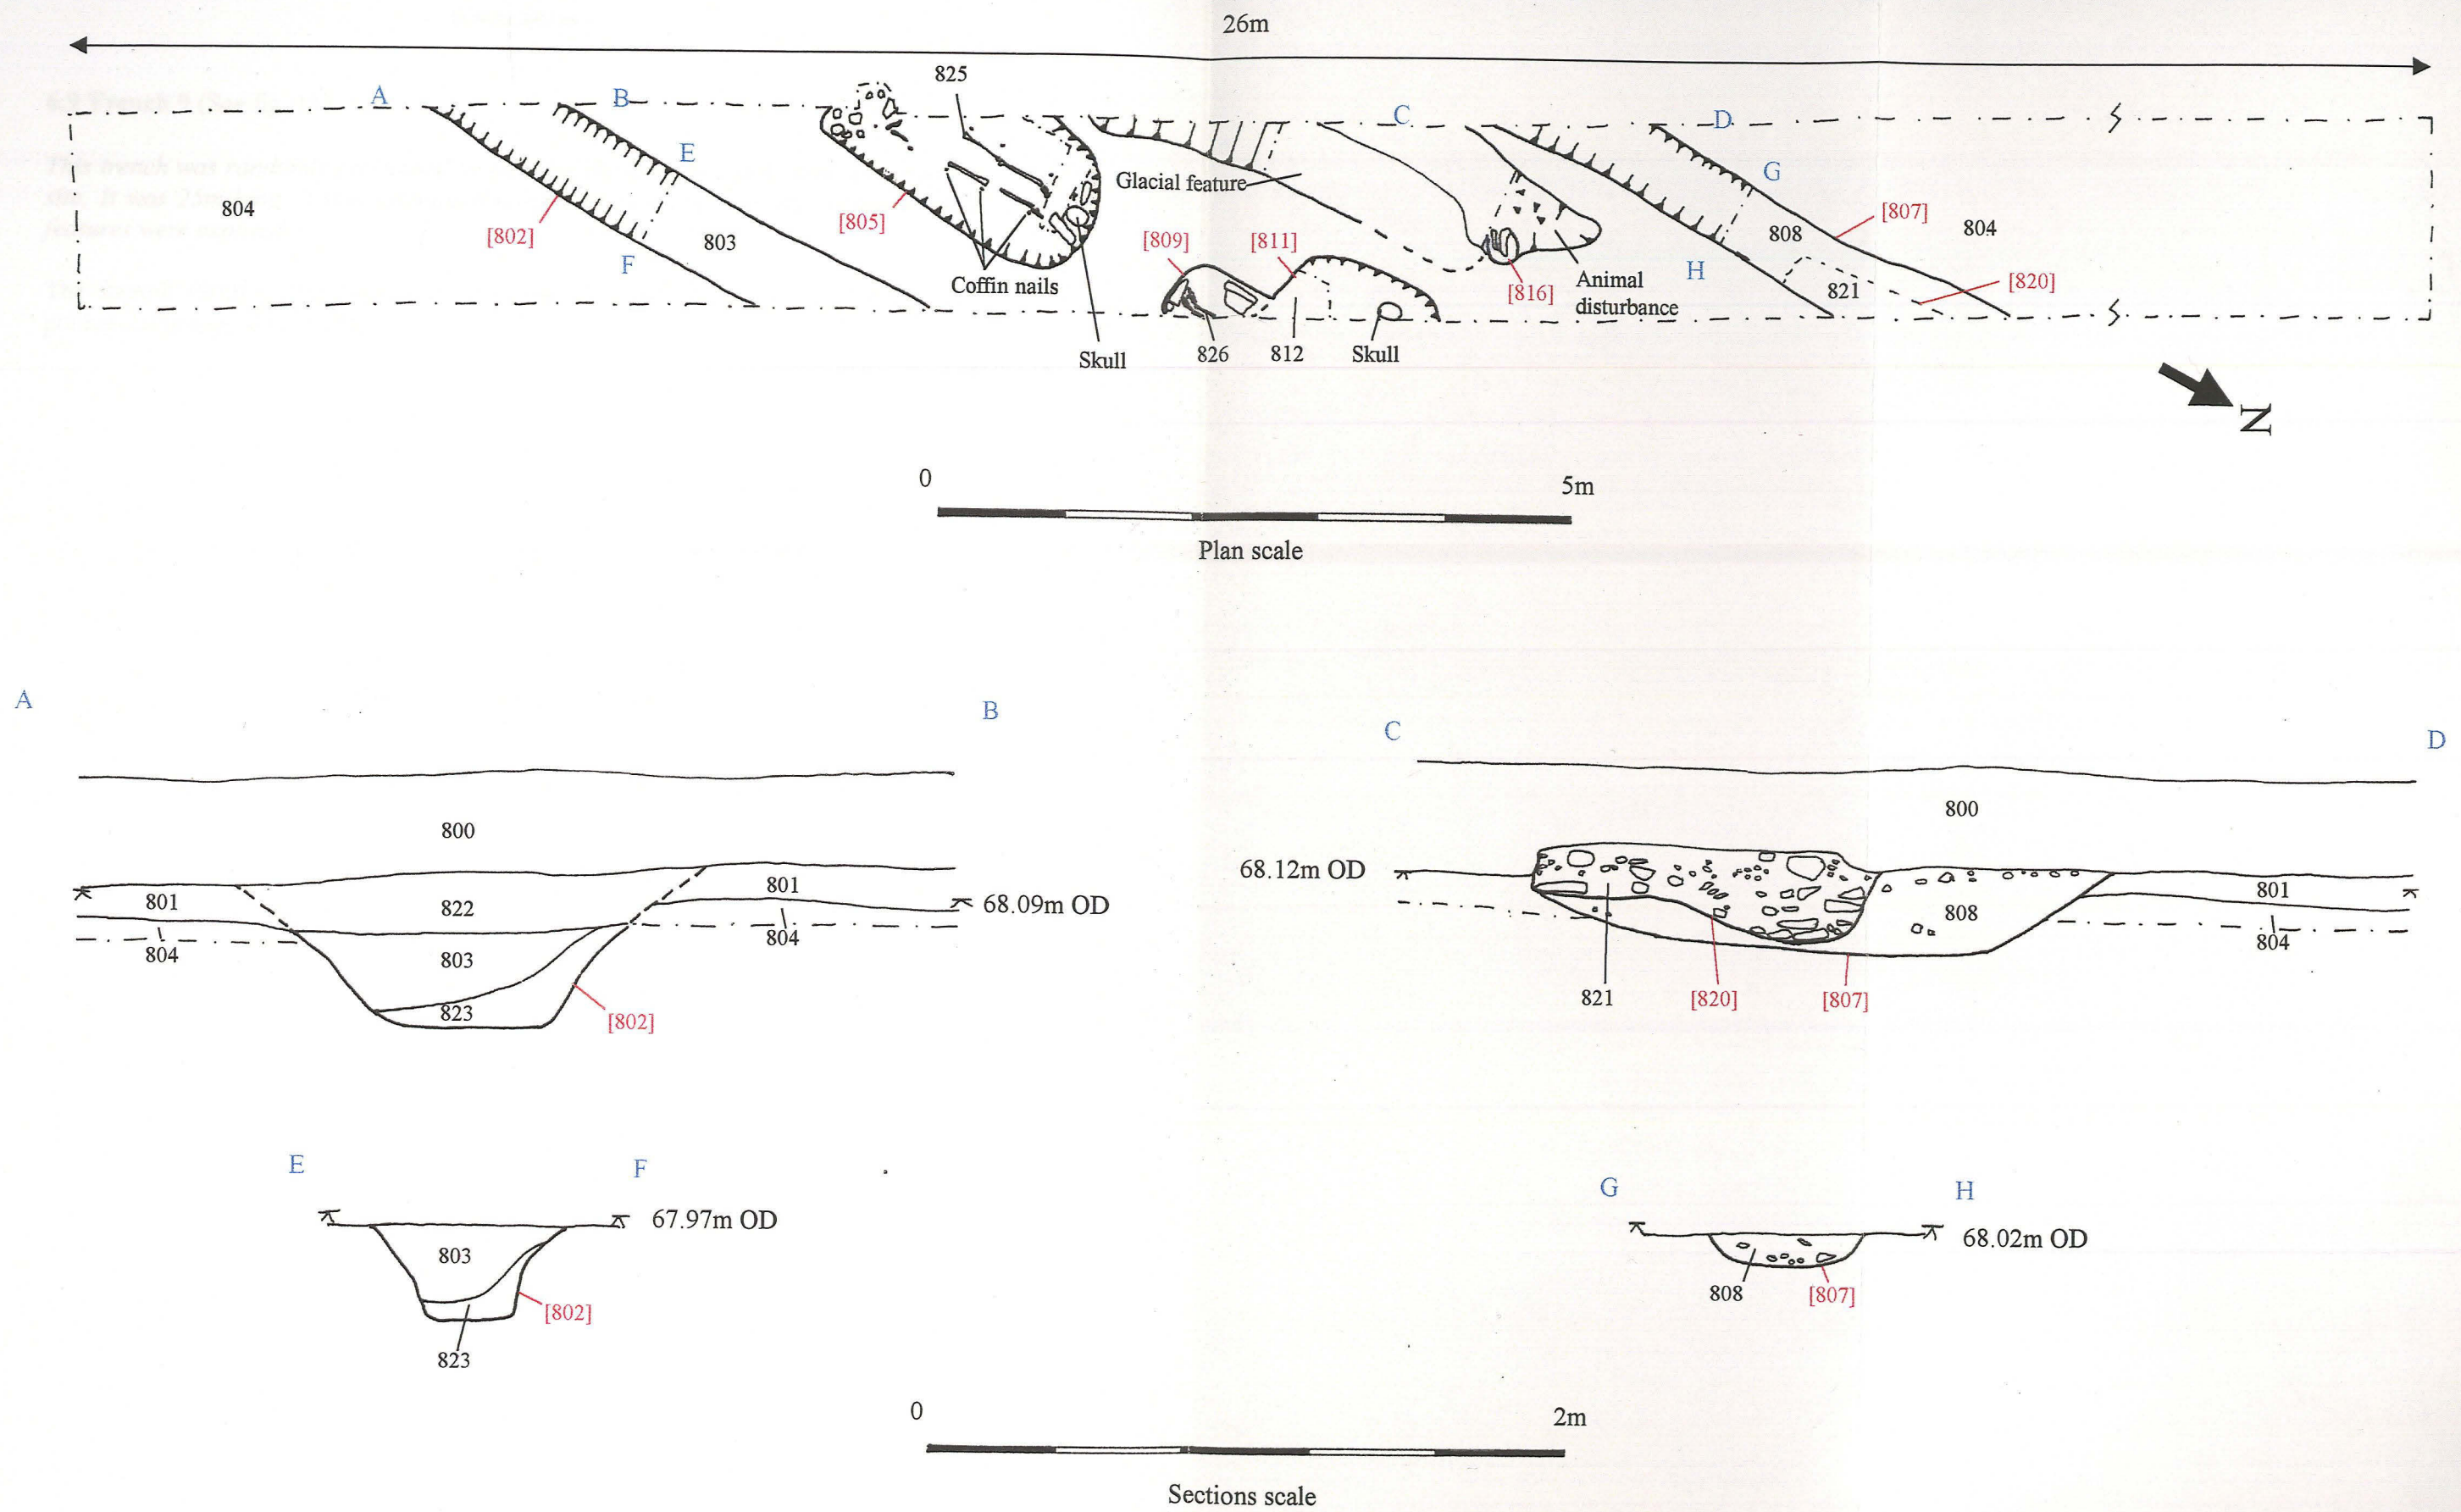 26m
825
A
B
C
D
E
G
Glacial feature
804
[802]
803
[805]
[809]
[811]
[807]
808
804
F
Coffin nails
[816]
Animal
disturbance
H
821
[820]
Skull
826
812
Skull
N
0
5m
Plan scale
A
B
C
D
800
800
68.12m OD
801
822
801
68.09m OD
801
808
804
803
804
804
823
[802]
821
[820]
[807]
E
F
G
H
67.97m OD
68.02m OD
803
[802]
808
[807]
823
0
2m
Sections scale